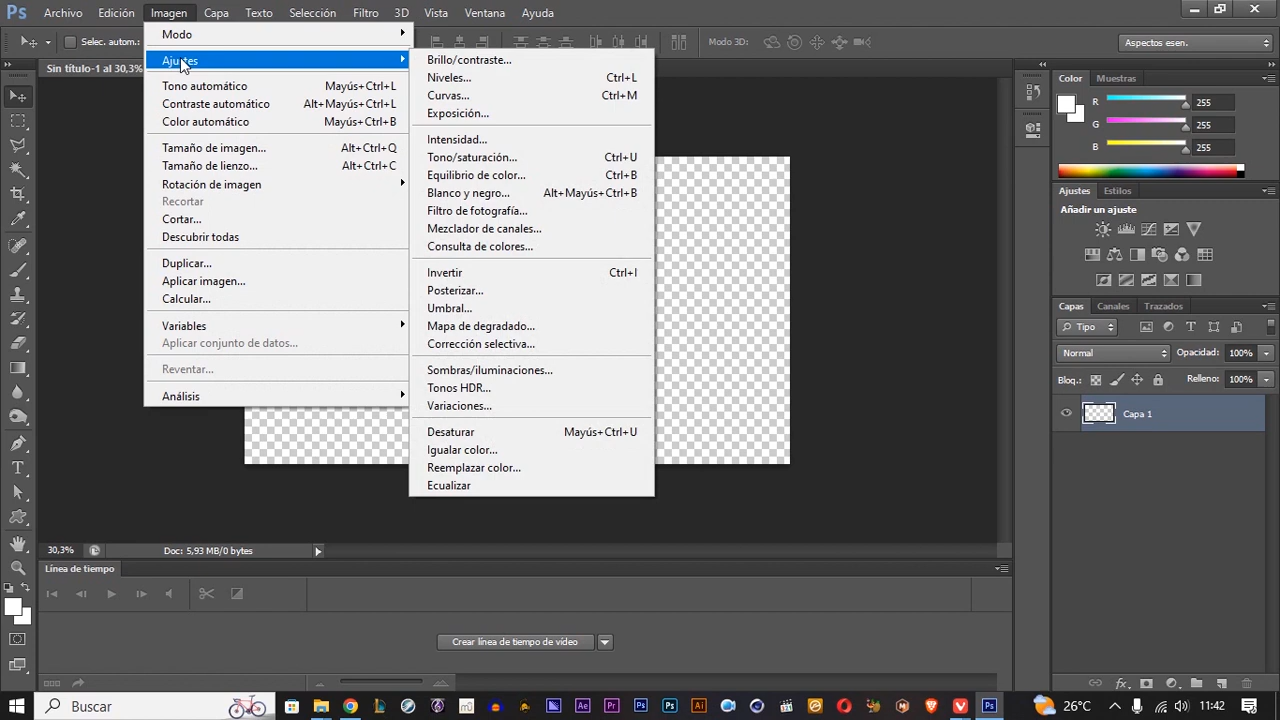 Ps Archivo Edición Imagen Capa Texto Selección Filtro 3D Vista Ventana Ayuda
Selec. autom.: Modo 3D: Aspectos esen...
Sin título-1 al 30,3%
Modo
Ajustes
Tono automático Mayús+Ctrl+L
Contraste automático Alt+Mayús+Ctrl+L
Color automático Mayús+Ctrl+B
Tamaño de imagen... Alt+Ctrl+Q
Tamaño de lienzo... Alt+Ctrl+C
Rotación de imagen
Recortar
Cortar...
Descubrir todas
Duplicar...
Aplicar imagen...
Calcular...
Variables
Aplicar conjunto de datos...
Reventar...
Análisis
Brillo/contraste...
Niveles... Ctrl+L
Curvas... Ctrl+M
Exposición...
Intensidad...
Tono/saturación... Ctrl+U
Equilibrio de color... Ctrl+B
Blanco y negro... Alt+Mayús+Ctrl+B
Filtro de fotografía...
Mezclador de canales...
Consulta de colores...
Invertir Ctrl+I
Posterizar...
Umbral...
Mapa de degradado...
Corrección selectiva...
Sombras/iluminaciones...
Tonos HDR...
Variaciones...
Desaturar Mayús+Ctrl+U
Igualar color...
Reemplazar color...
Ecualizar
Color Muestras
R 255
G 255
B 255
Ajustes Estilos
Añadir un ajuste
Capas Canales Trazados
Tipo
Normal Opacidad: 100%
Bloq.: Relleno: 100%
Capa 1
30,3% Doc: 5,93 MB/0 bytes
Línea de tiempo
Crear línea de tiempo de vídeo
Buscar
26°C 11:42